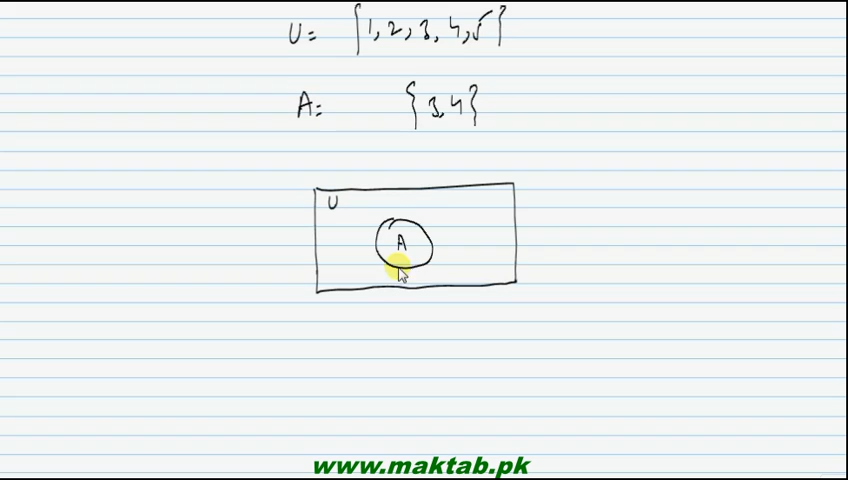 U= {1, 2, 3, 4, 5}
A= {3, 4}
U
A
www.maktab.pk